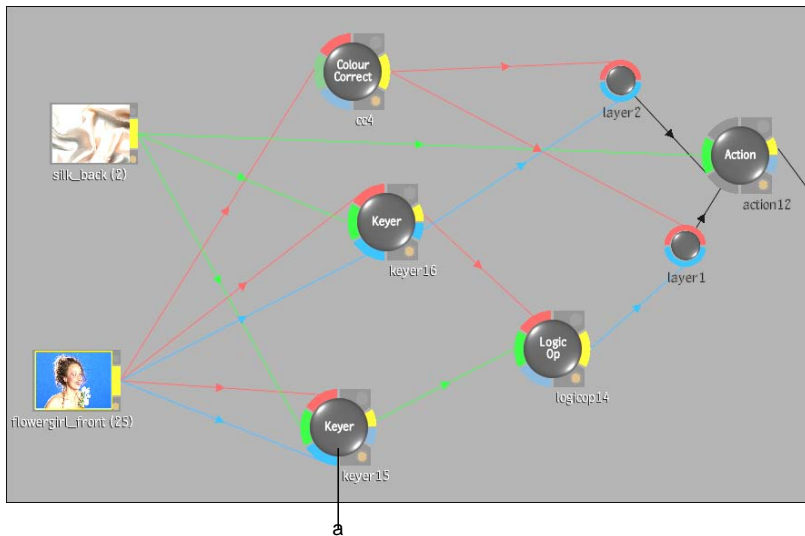 Colour
Correct
cc4
layer2
silk_back (2)
Action
action12
Keyer
keyer16
layer1
Logic
Op
logicop14
flowergirl_front (25)
Keyer
keyer15
a